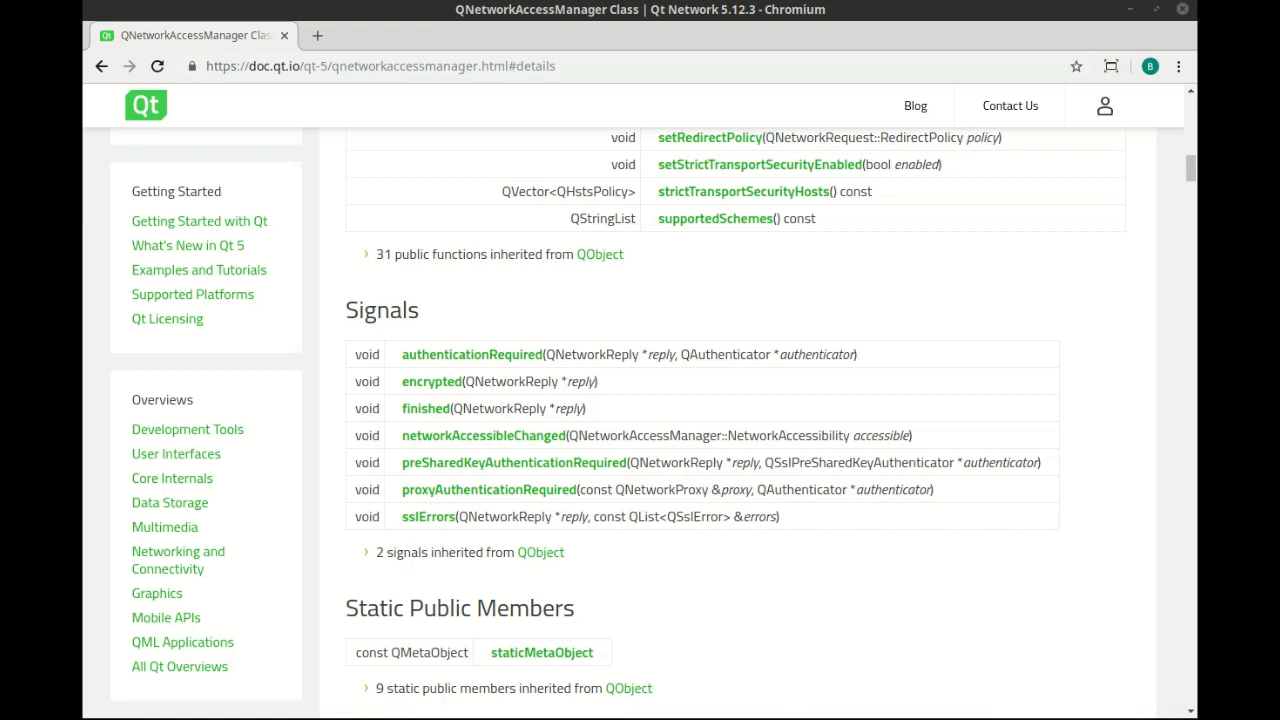 QNetworkAccessManager Class | Qt Network 5.12.3 - Chromium
QNetworkAccessManager Clas
https://doc.qt.io/qt-5/qnetworkaccessmanager.html#details
B
Qt
Blog
Contact Us
void setRedirectPolicy(QNetworkRequest::RedirectPolicy policy)
void setStrictTransportSecurityEnabled(bool enabled)
QVector<QHstsPolicy> strictTransportSecurityHosts() const
QStringList supportedSchemes() const
31 public functions inherited from QObject
Signals
void authenticationRequired(QNetworkReply *reply, QAuthenticator *authenticator)
void encrypted(QNetworkReply *reply)
void finished(QNetworkReply *reply)
void networkAccessibleChanged(QNetworkAccessManager::NetworkAccessibility accessible)
void preSharedKeyAuthenticationRequired(QNetworkReply *reply, QSslPreSharedKeyAuthenticator *authenticator)
void proxyAuthenticationRequired(const QNetworkProxy &proxy, QAuthenticator *authenticator)
void sslErrors(QNetworkReply *reply, const QList<QSslError> &errors)
2 signals inherited from QObject
Static Public Members
const QMetaObject staticMetaObject
9 static public members inherited from QObject
Getting Started
Getting Started with Qt
What's New in Qt 5
Examples and Tutorials
Supported Platforms
Qt Licensing
Overviews
Development Tools
User Interfaces
Core Internals
Data Storage
Multimedia
Networking and
Connectivity
Graphics
Mobile APIs
QML Applications
All Qt Overviews